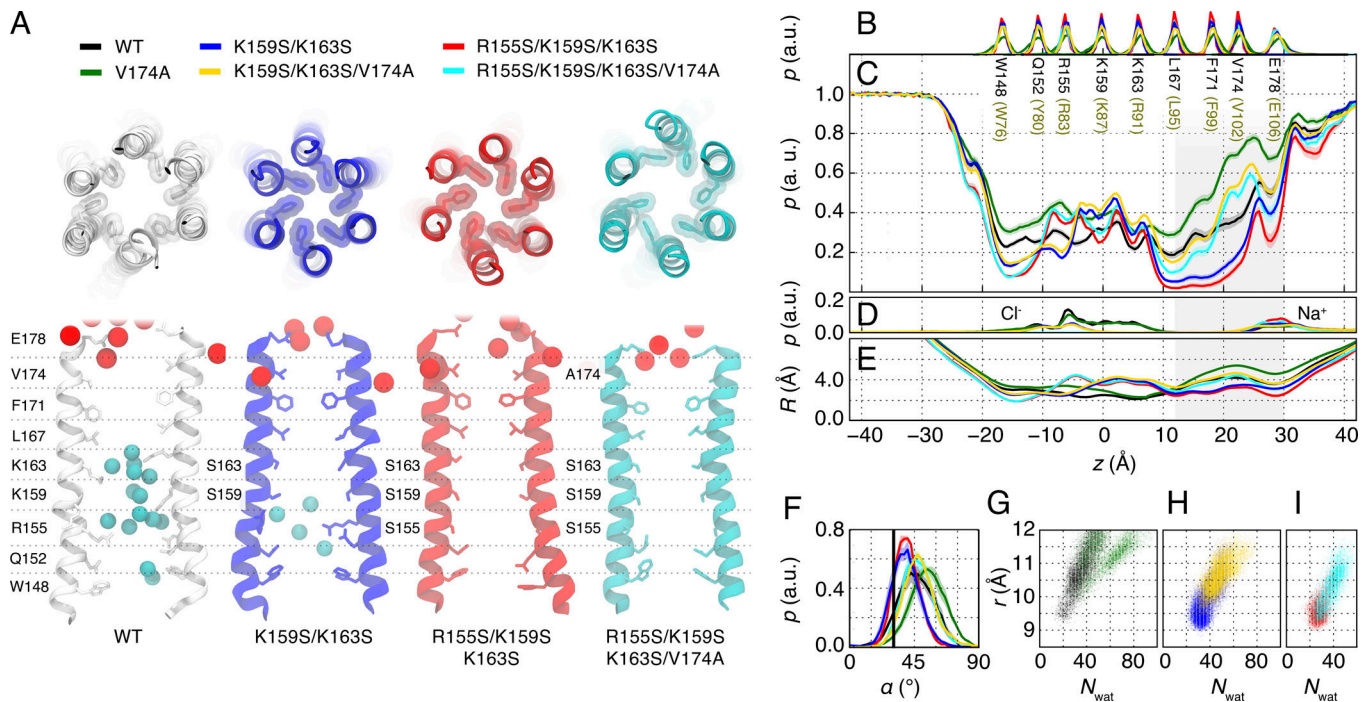 A
WT
K159S/K163S
R155S/K159S/K163S
V174A
K159S/K163S/V174A
R155S/K159S/K163S/V174A
E178
V174
F171
L167
K163
K159
R155
Q152
W148
S163
S159
S163
S159
S155
A174
S163
S159
S155
WT
K159S/K163S
R155S/K159S
K163S
R155S/K159S
K163S/V174A
B
p (a.u.)
C
W148 (W76)
Q152 (Y80)
R155 (R83)
K159 (K87)
K163 (R91)
L167 (L95)
F171 (F99)
V174 (V102)
E178 (E106)
p (a. u.)
1.0
0.8
0.6
0.4
0.2
D
p (a.u.)
0.2
0.0
Cl-
Na+
E
R (Å)
4.0
0.0
−40 −30 −20 −10 0 10 20 30 40
z (Å)
F
p (a.u.)
0.8
0.4
0.0
0 45 90
α (°)
G
r (Å)
12
11
10
9
0 40 80
Nwat
H
0 40 80
Nwat
I
0 40
Nwat